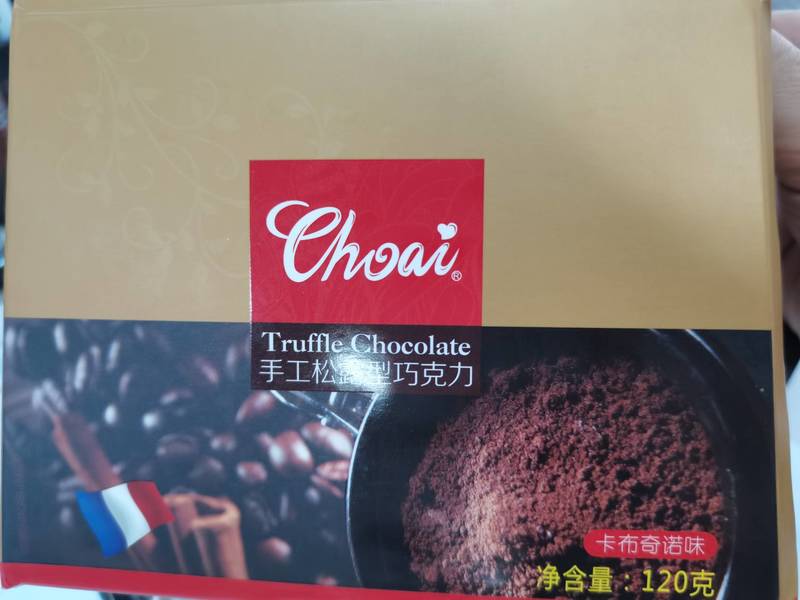 Choai®
Truffle Chocolate
手工松露型巧克力
卡布奇诺味
净含量：120克